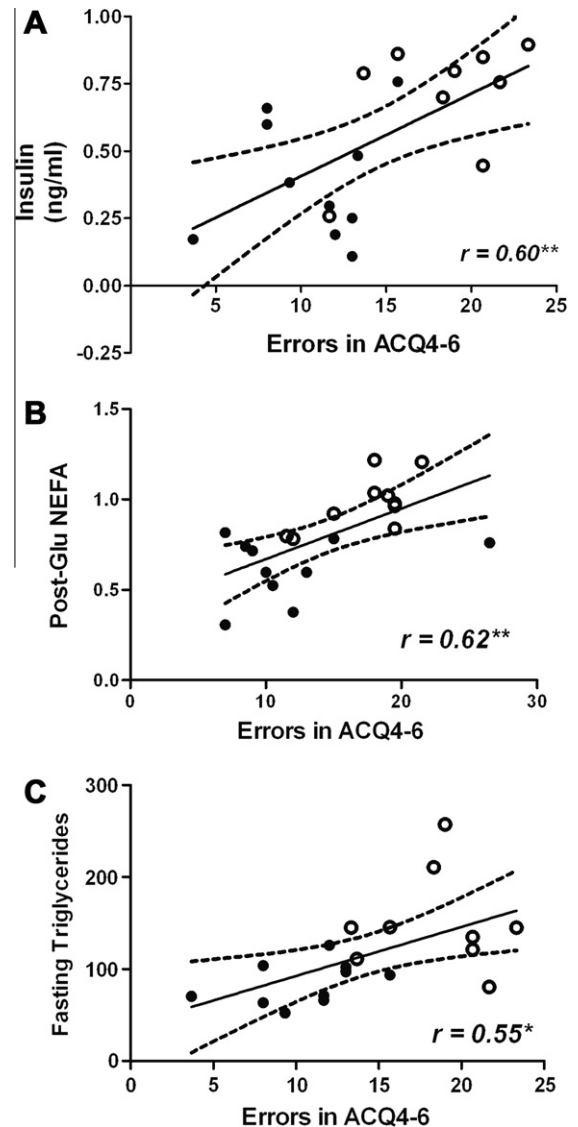 A
1.00
0.75
0.50
0.25
0.00
-0.25
Insulin
(ng/ml)
r = 0.60**
5 10 15 20 25
Errors in ACQ4-6
B
1.5
1.0
0.5
0.0
Post-Glu NEFA
r = 0.62**
0 10 20 30
Errors in ACQ4-6
C
300
200
100
0
Fasting Triglycerides
r = 0.55*
0 5 10 15 20 25
Errors in ACQ4-6